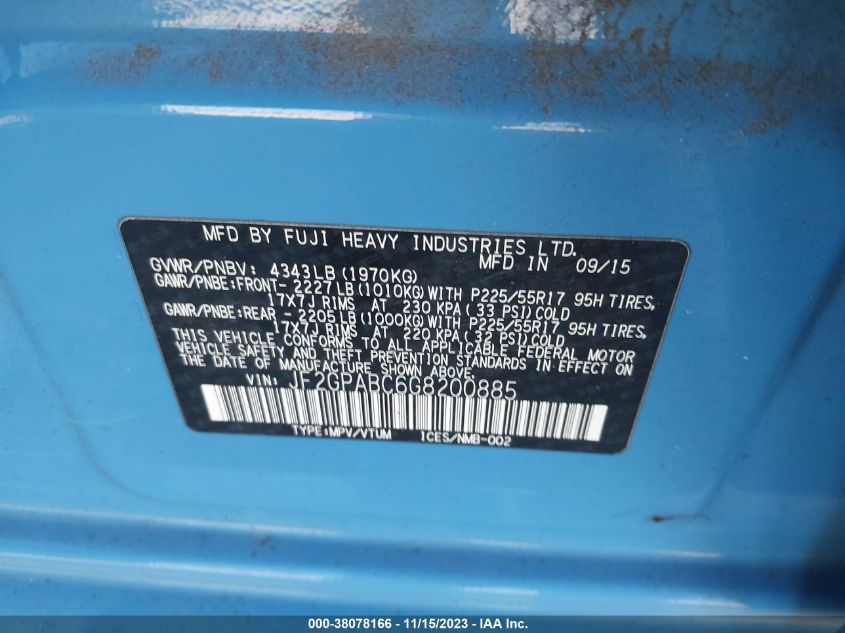 MFD BY FUJI HEAVY INDUSTRIES LTD.
GVWR/PNBV: 4343LB (1970KG) MFD IN 09/15
GAWR/PNBE:FRONT- 2227LB (1010KG) WITH P225/55R17 95H TIRES,
17X7J RIMS AT 230 KPA (33 PSI) COLD
GAWR/PNBE:REAR - 2205LB (1000KG) WITH P225/55R17 95H TIRES,
17X7J RIMS AT 220 KPA (32 PSI) COLD
THIS VEHICLE CONFORMS TO ALL APPLICABLE FEDERAL MOTOR
VEHICLE SAFETY AND THEFT PREVENTION STANDARDS IN EFFECT ON
THE DATE OF MANUFACTURE SHOWN ABOVE.
VIN: JF2GPABC6G8200885
TYPE:MPV/VTUM ICES/NMB-002
000-38078166 - 11/15/2023 - IAA Inc.